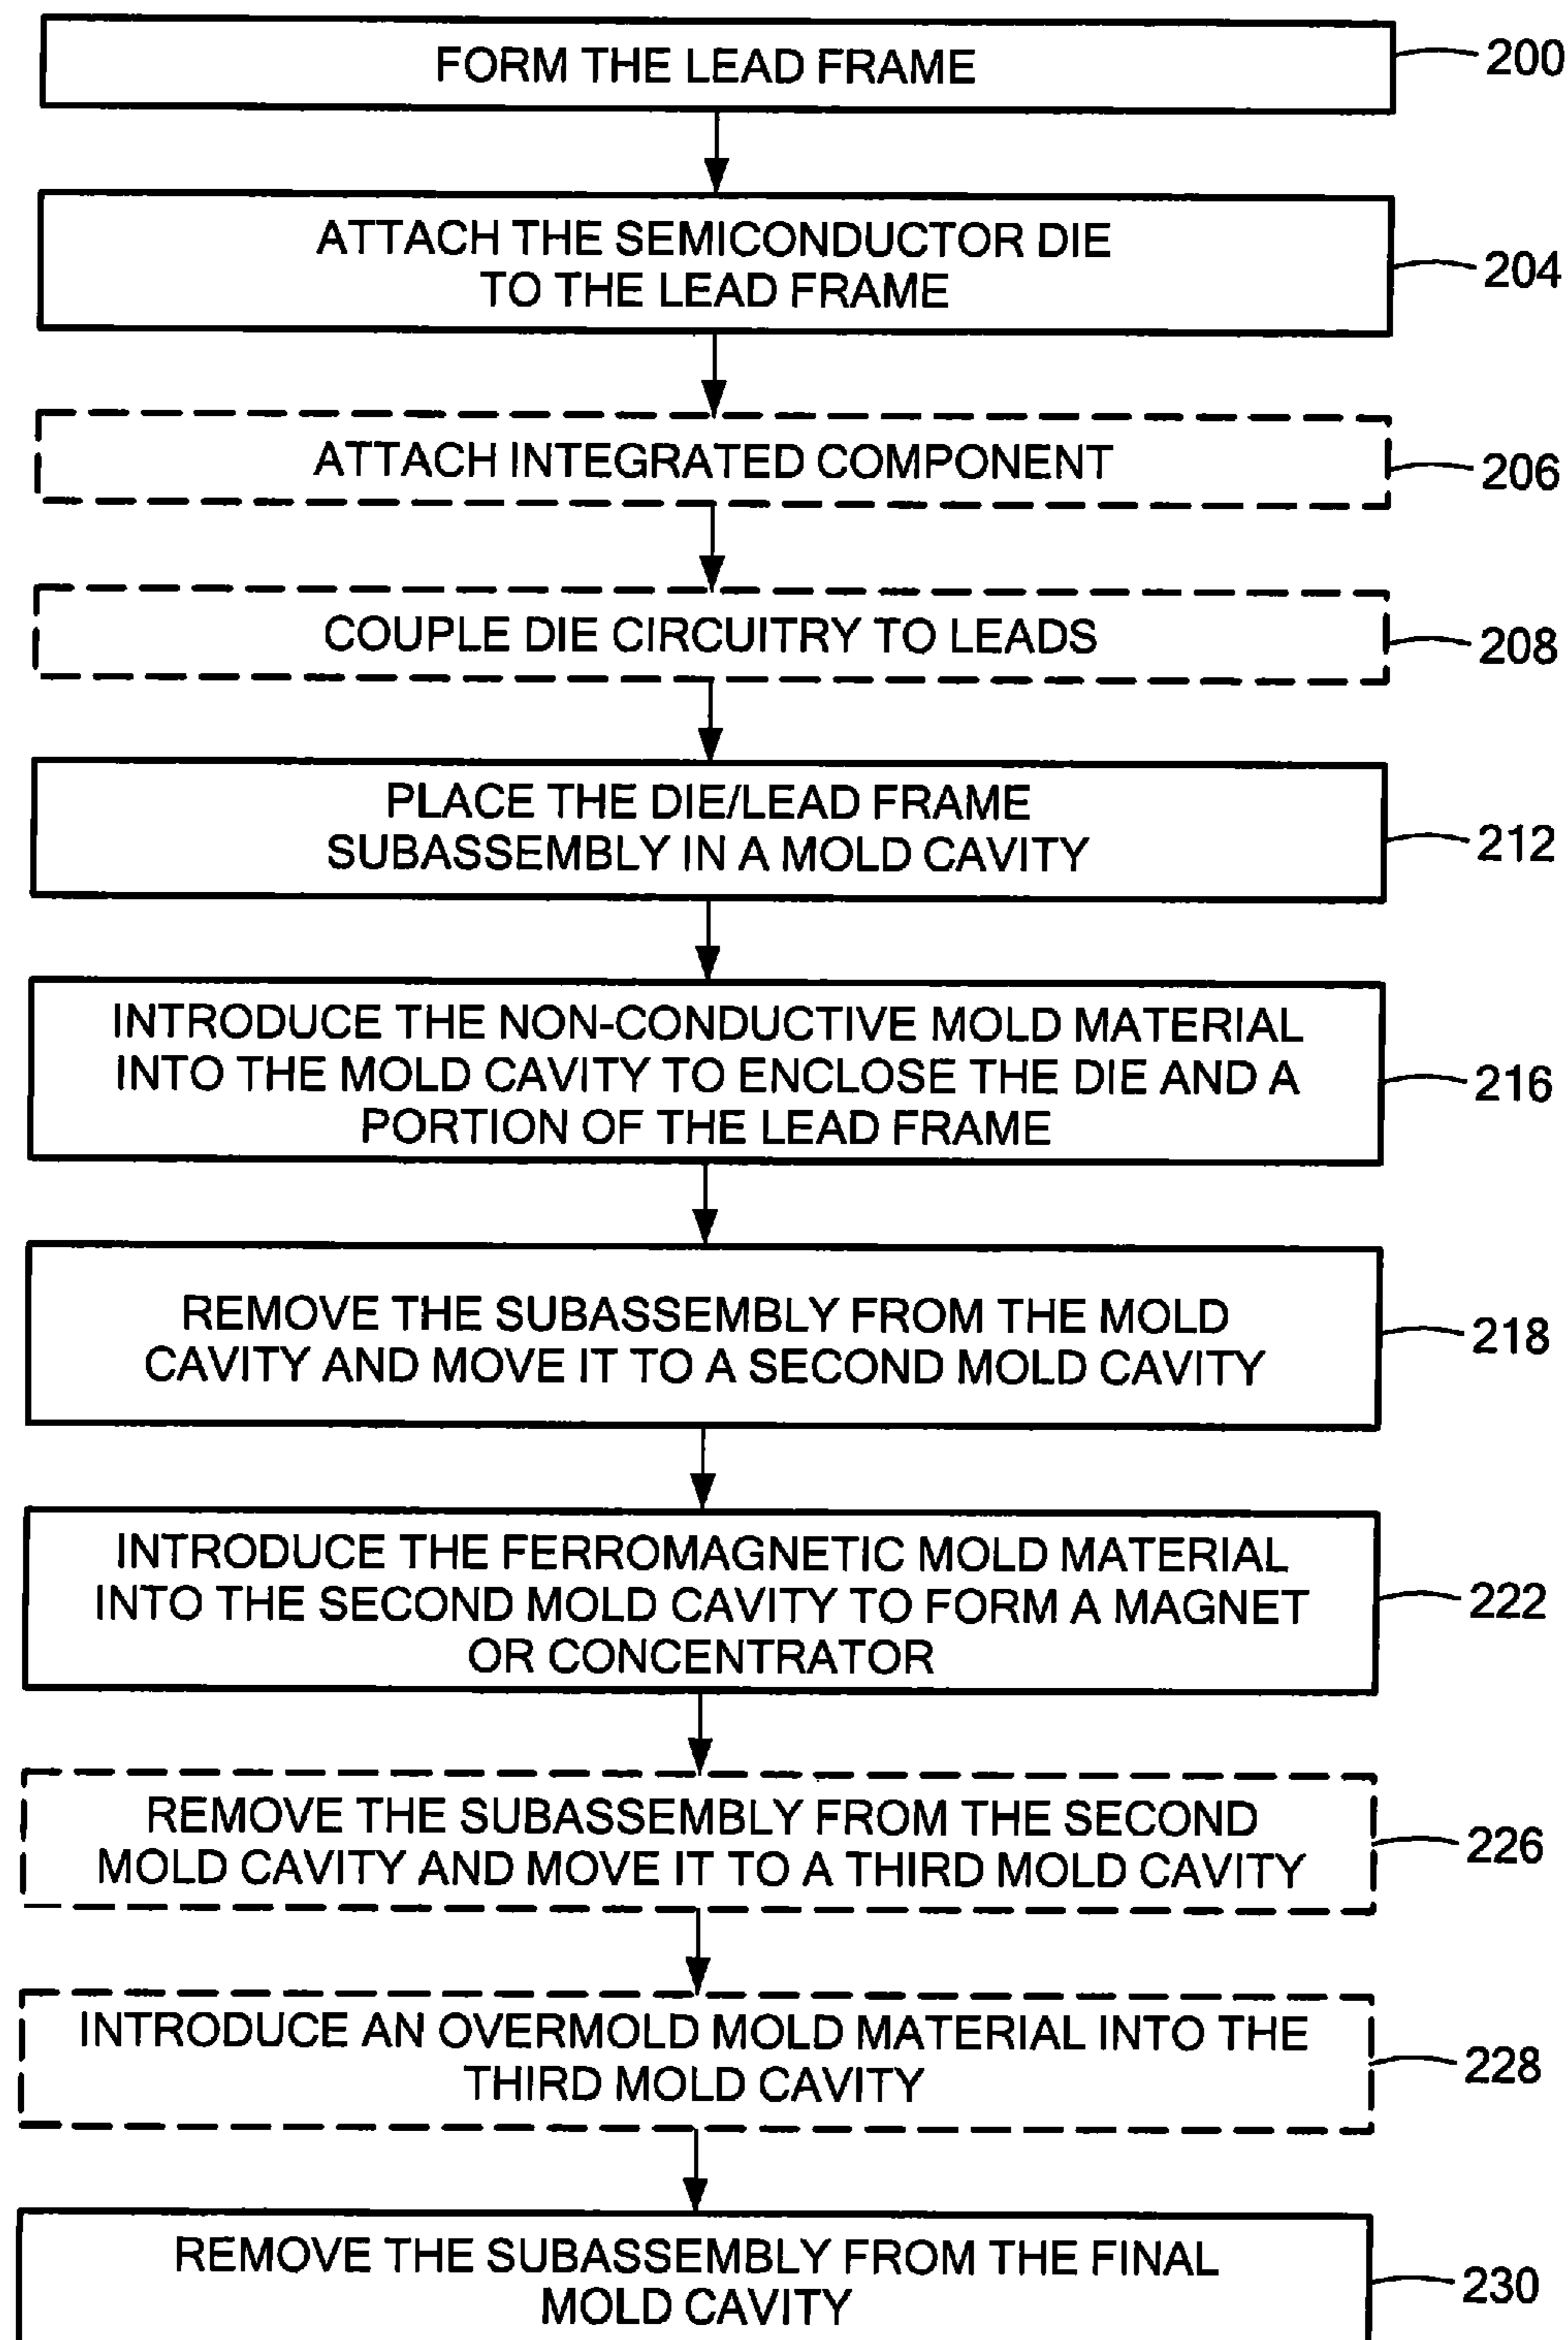 FORM THE LEAD FRAME
200
ATTACH THE SEMICONDUCTOR DIE
TO THE LEAD FRAME
204
ATTACH INTEGRATED COMPONENT
206
COUPLE DIE CIRCUITRY TO LEADS
208
PLACE THE DIE/LEAD FRAME
SUBASSEMBLY IN A MOLD CAVITY
212
INTRODUCE THE NON-CONDUCTIVE MOLD MATERIAL
INTO THE MOLD CAVITY TO ENCLOSE THE DIE AND A
PORTION OF THE LEAD FRAME
216
REMOVE THE SUBASSEMBLY FROM THE MOLD
CAVITY AND MOVE IT TO A SECOND MOLD CAVITY
218
INTRODUCE THE FERROMAGNETIC MOLD MATERIAL
INTO THE SECOND MOLD CAVITY TO FORM A MAGNET
OR CONCENTRATOR
222
REMOVE THE SUBASSEMBLY FROM THE SECOND
MOLD CAVITY AND MOVE IT TO A THIRD MOLD CAVITY
226
INTRODUCE AN OVERMOLD MOLD MATERIAL INTO THE
THIRD MOLD CAVITY
228
REMOVE THE SUBASSEMBLY FROM THE FINAL
MOLD CAVITY
230